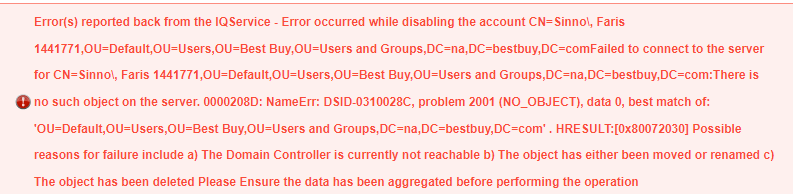 Error(s) reported back from the IQService - Error occurred while disabling the account CN=Sinno\, Faris
1441771,OU=Default,OU=Users,OU=Best Buy,OU=Users and Groups,DC=na,DC=bestbuy,DC=comFailed to connect to the server
for CN=Sinno\, Faris 1441771,OU=Default,OU=Users,OU=Best Buy,OU=Users and Groups,DC=na,DC=bestbuy,DC=com:There is
no such object on the server. 0000208D: NameErr: DSID-0310028C, problem 2001 (NO_OBJECT), data 0, best match of:
'OU=Default,OU=Users,OU=Best Buy,OU=Users and Groups,DC=na,DC=bestbuy,DC=com' . HRESULT:[0x80072030] Possible
reasons for failure include a) The Domain Controller is currently not reachable b) The object has either been moved or renamed c)
The object has been deleted Please Ensure the data has been aggregated before performing the operation